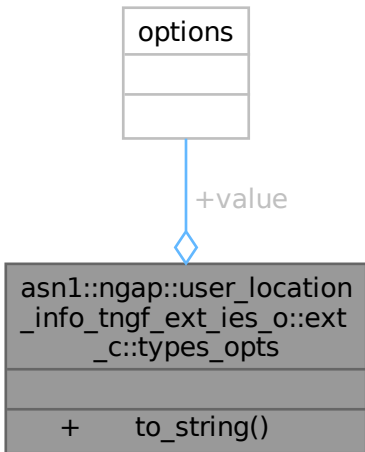 options
+value
asn1::ngap::user_location
_info_tngf_ext_ies_o::ext
_c::types_opts
+ to_string()